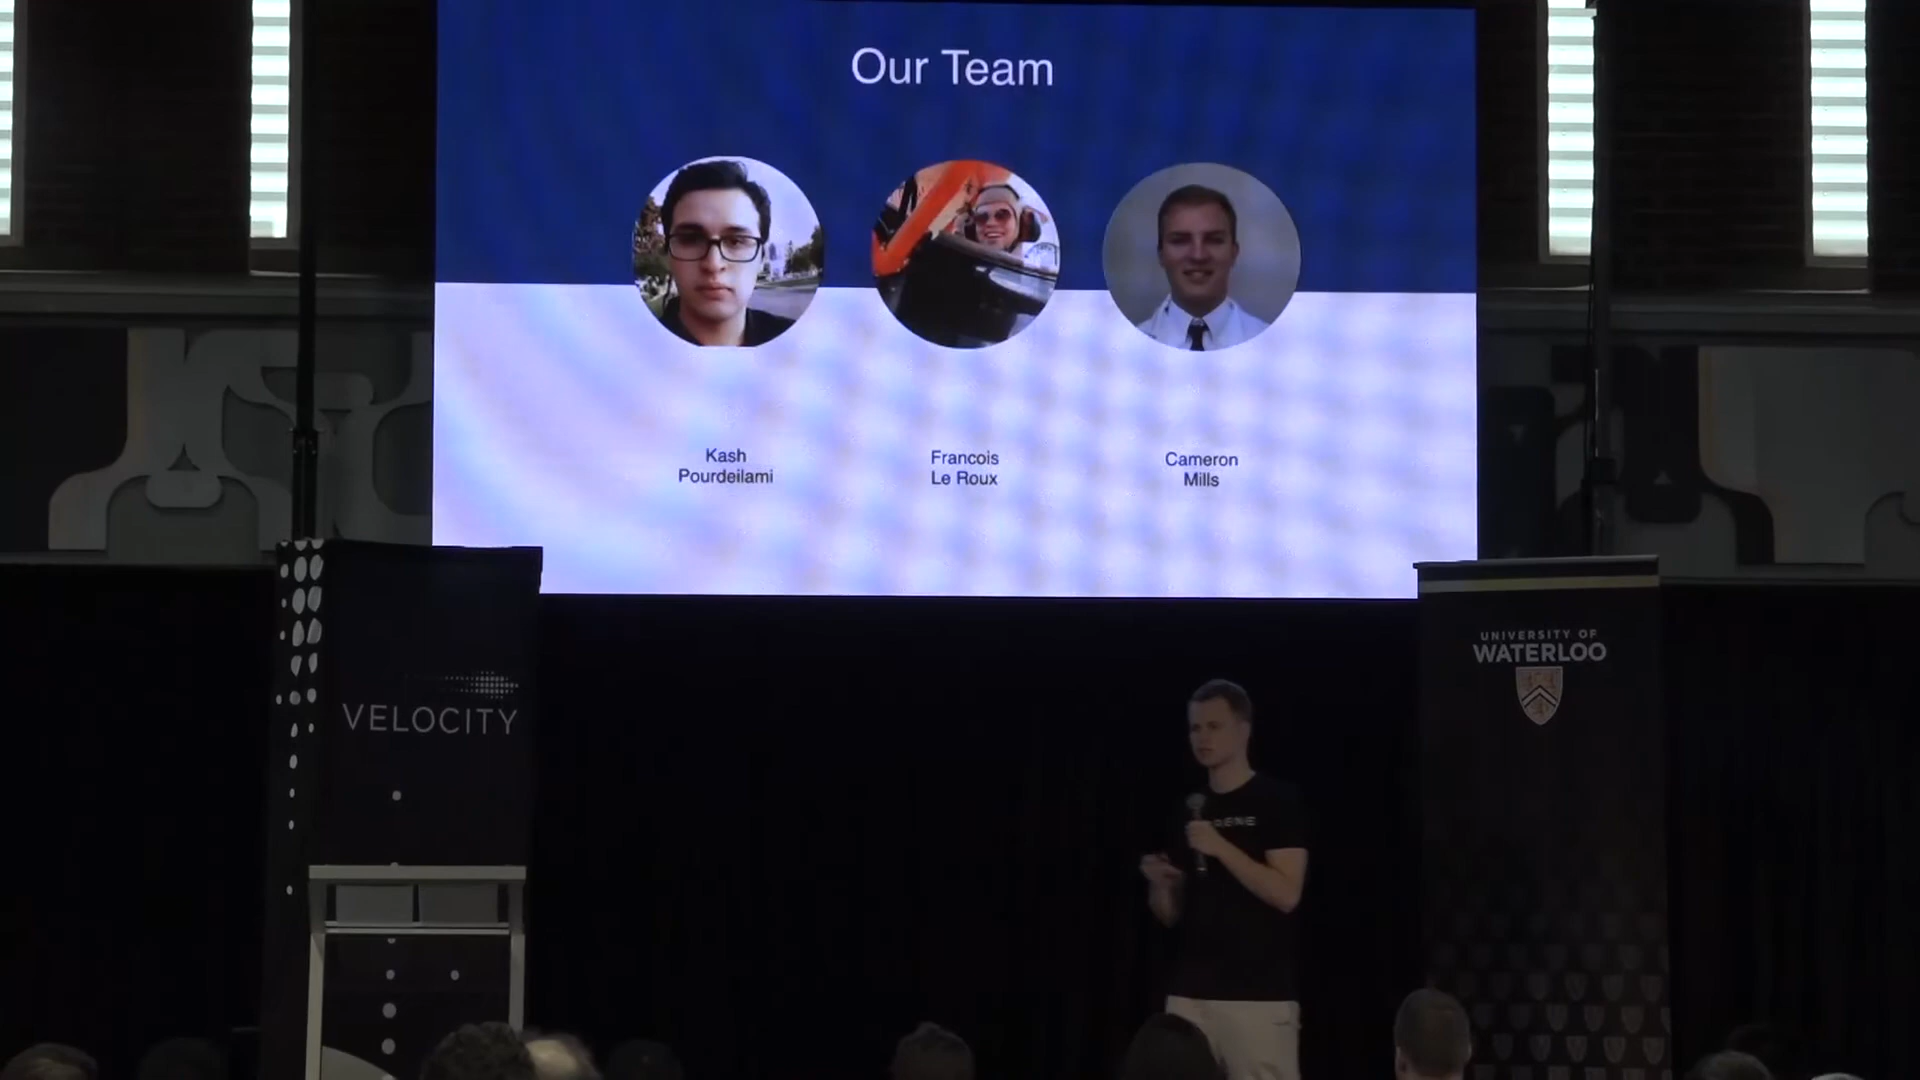 Our Team
Kash
Pourdeilami
Francois
Le Roux
Cameron
Mills
VELOCITY
UNIVERSITY OF
WATERLOO